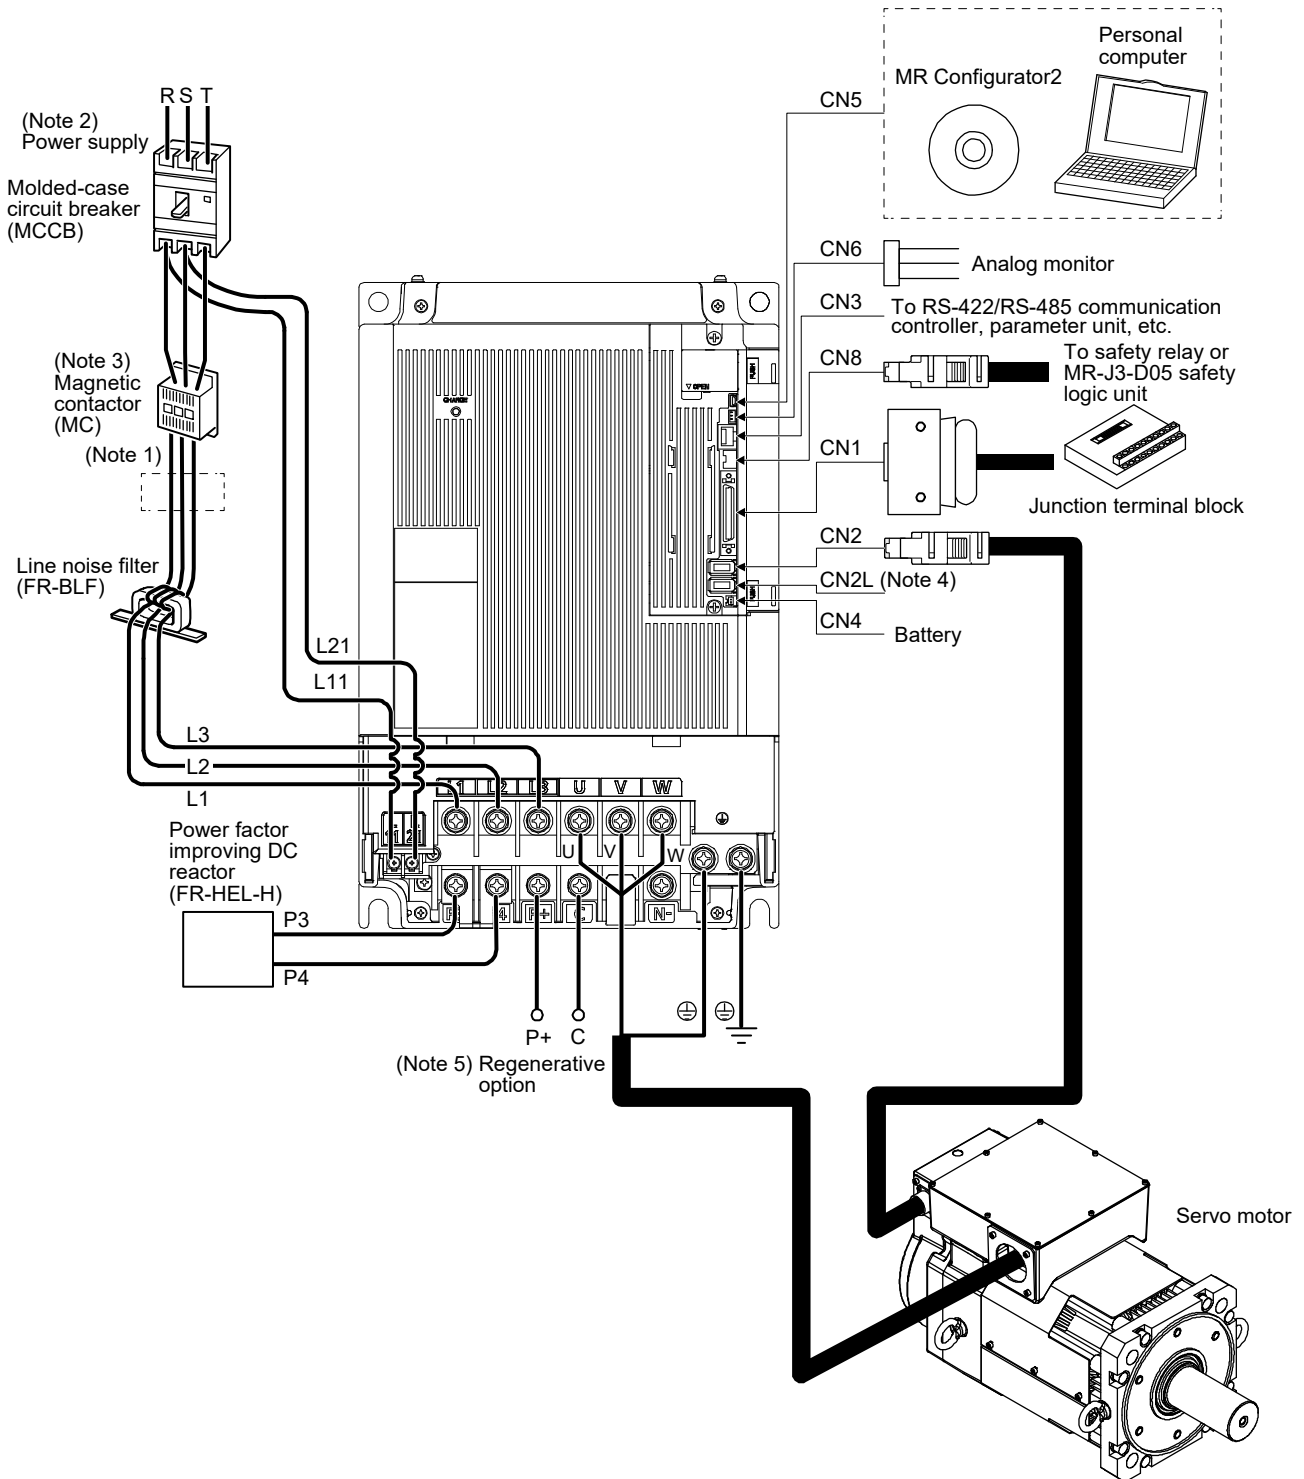 Personal
computer
MR Configurator2
CN5
R S T
(Note 2)
Power supply
Molded-case
circuit breaker
(MCCB)
CN6
Analog monitor
CN3
To RS-422/RS-485 communication
controller, parameter unit, etc.
CN8
To safety relay or
MR-J3-D05 safety
logic unit
(Note 3)
Magnetic
contactor
(MC)
OPEN
PUSH
CHARGE
CN1
(Note 1)
Junction terminal block
CN2
Line noise filter
(FR-BLF)
CN2L (Note 4)
PUSH
CN4
Battery
L21
L11
L3
L2
L1
L1 L2 L3 U V W
Power factor
improving DC
reactor
(FR-HEL-H)
U V W
P3
P4
P+ C N-
P+ C
(Note 5) Regenerative
option
Servo motor